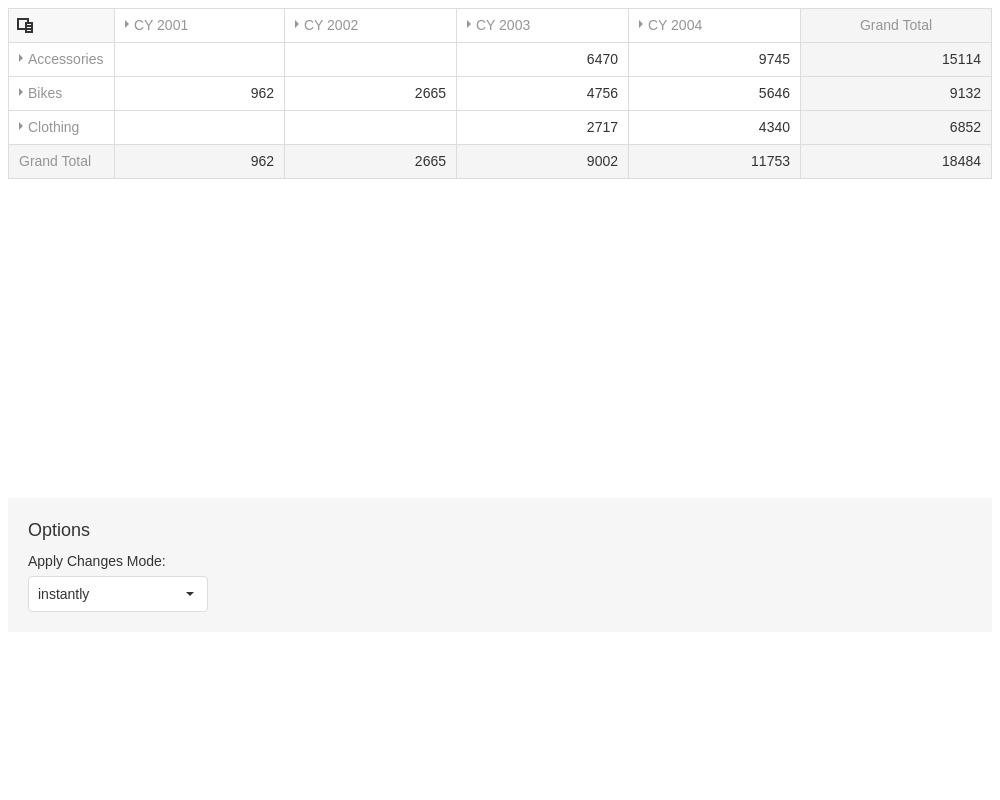 CY 2001 CY 2002 CY 2003 CY 2004 Grand Total
Accessories 6470 9745 15114
Bikes 962 2665 4756 5646 9132
Clothing 2717 4340 6852
Grand Total 962 2665 9002 11753 18484
Options
Apply Changes Mode:
instantly